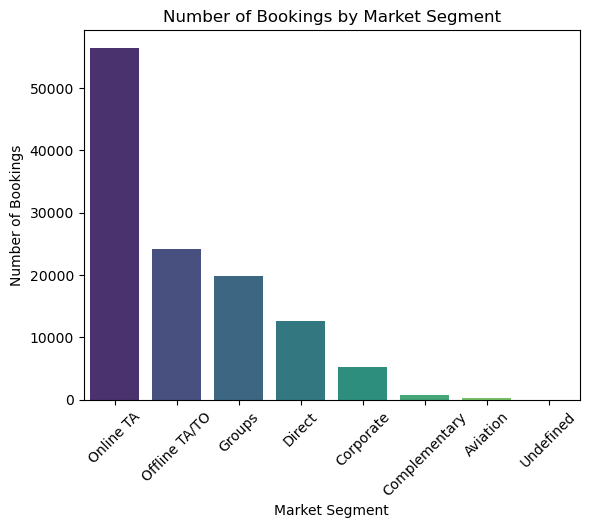 Number of Bookings by Market Segment
Number of Bookings
50000
40000
30000
20000
10000
0
Online TA
Offline TA/TO
Groups
Direct
Corporate
Complementary
Aviation
Undefined
Market Segment